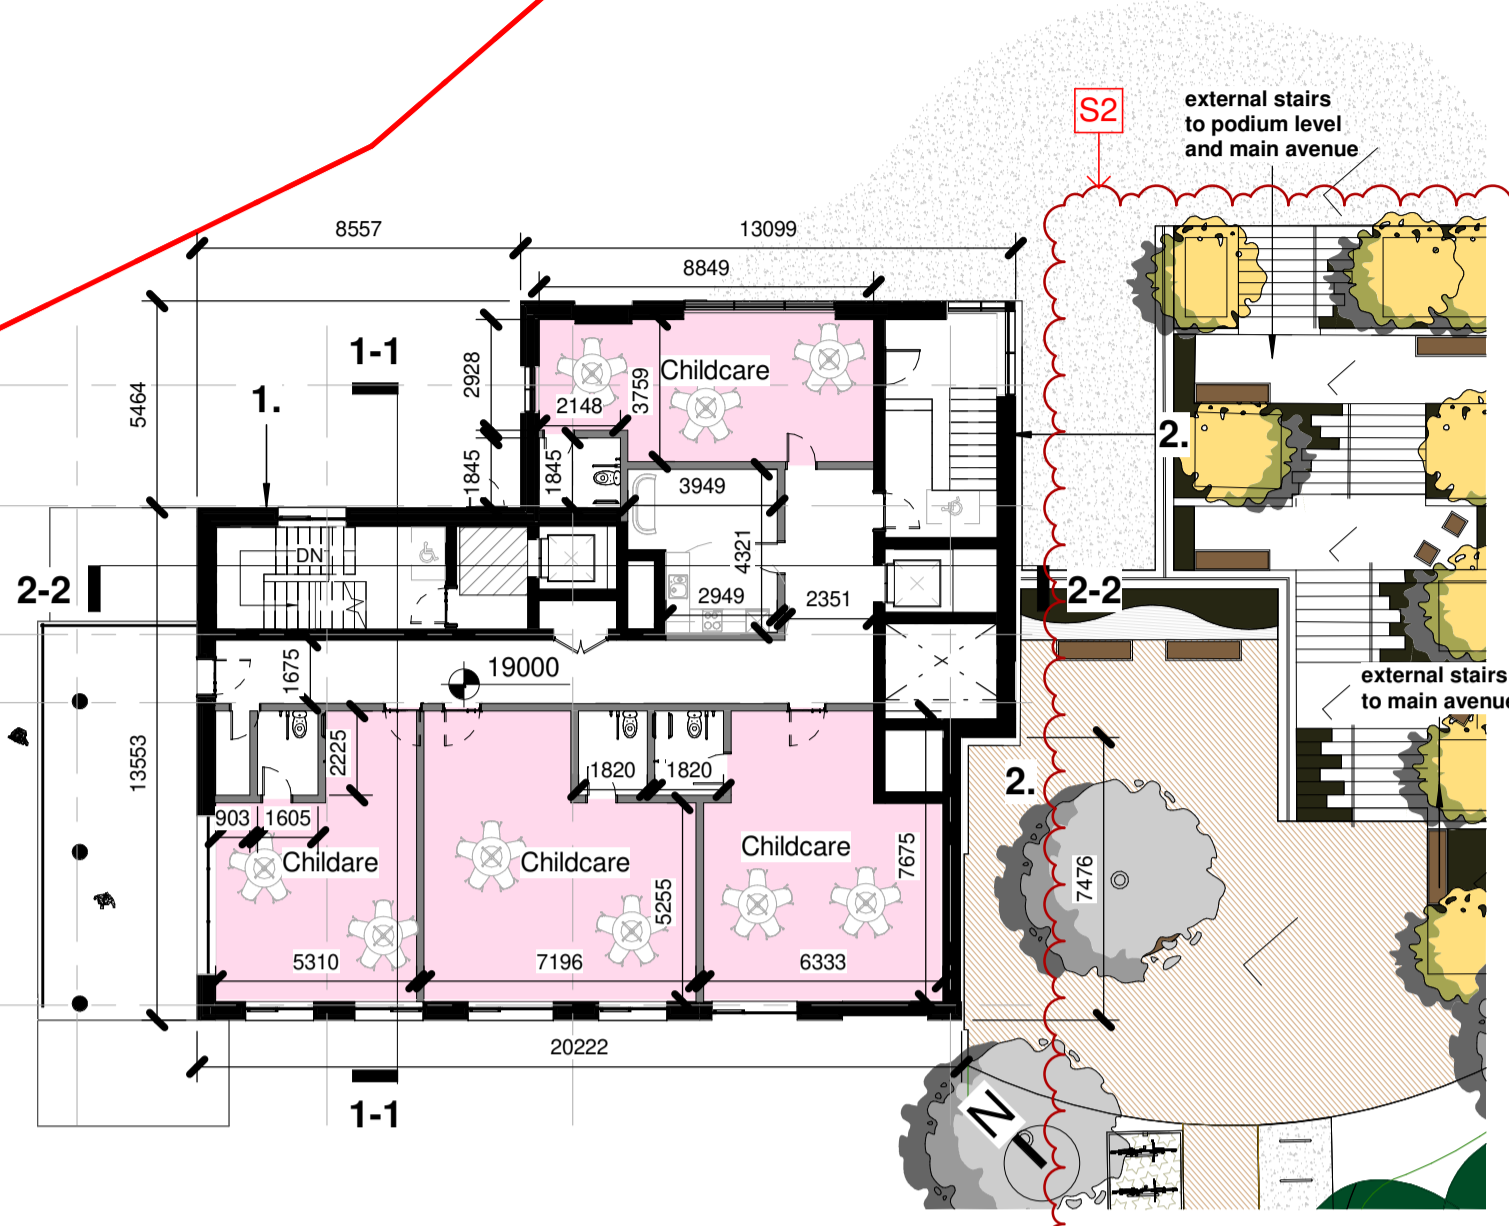 external stairs
to podium level
and main avenue
S2
8557
13099
8849
1-1
1.
5464
2928
Childcare
3759
2148
1845
1845
3949
2.
DN
4321
2-2
2949
2351
2-2
1675
19000
external stairs
to main avenue
2225
13553
1820
1820
2.
903
1605
Childare
Childcare
Childcare
7675
7476
5255
5310
7196
6333
20222
1-1
N